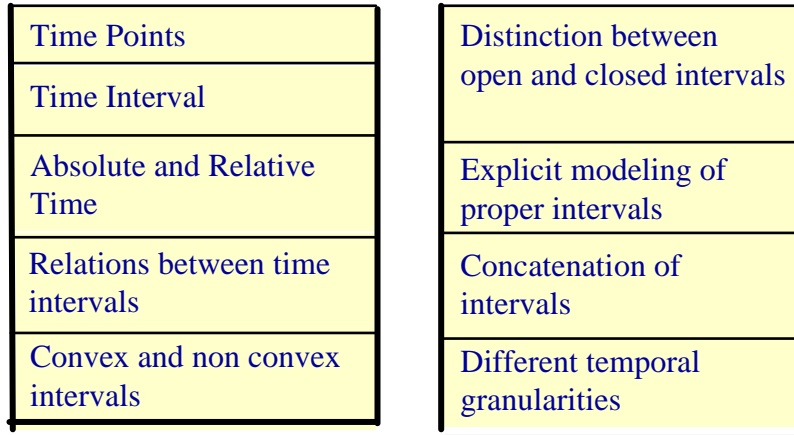 Time Points
Time Interval
Absolute and Relative
Time
Relations between time
intervals
Convex and non convex
intervals
Distinction between
open and closed intervals
Explicit modeling of
proper intervals
Concatenation of
intervals
Different temporal
granularities